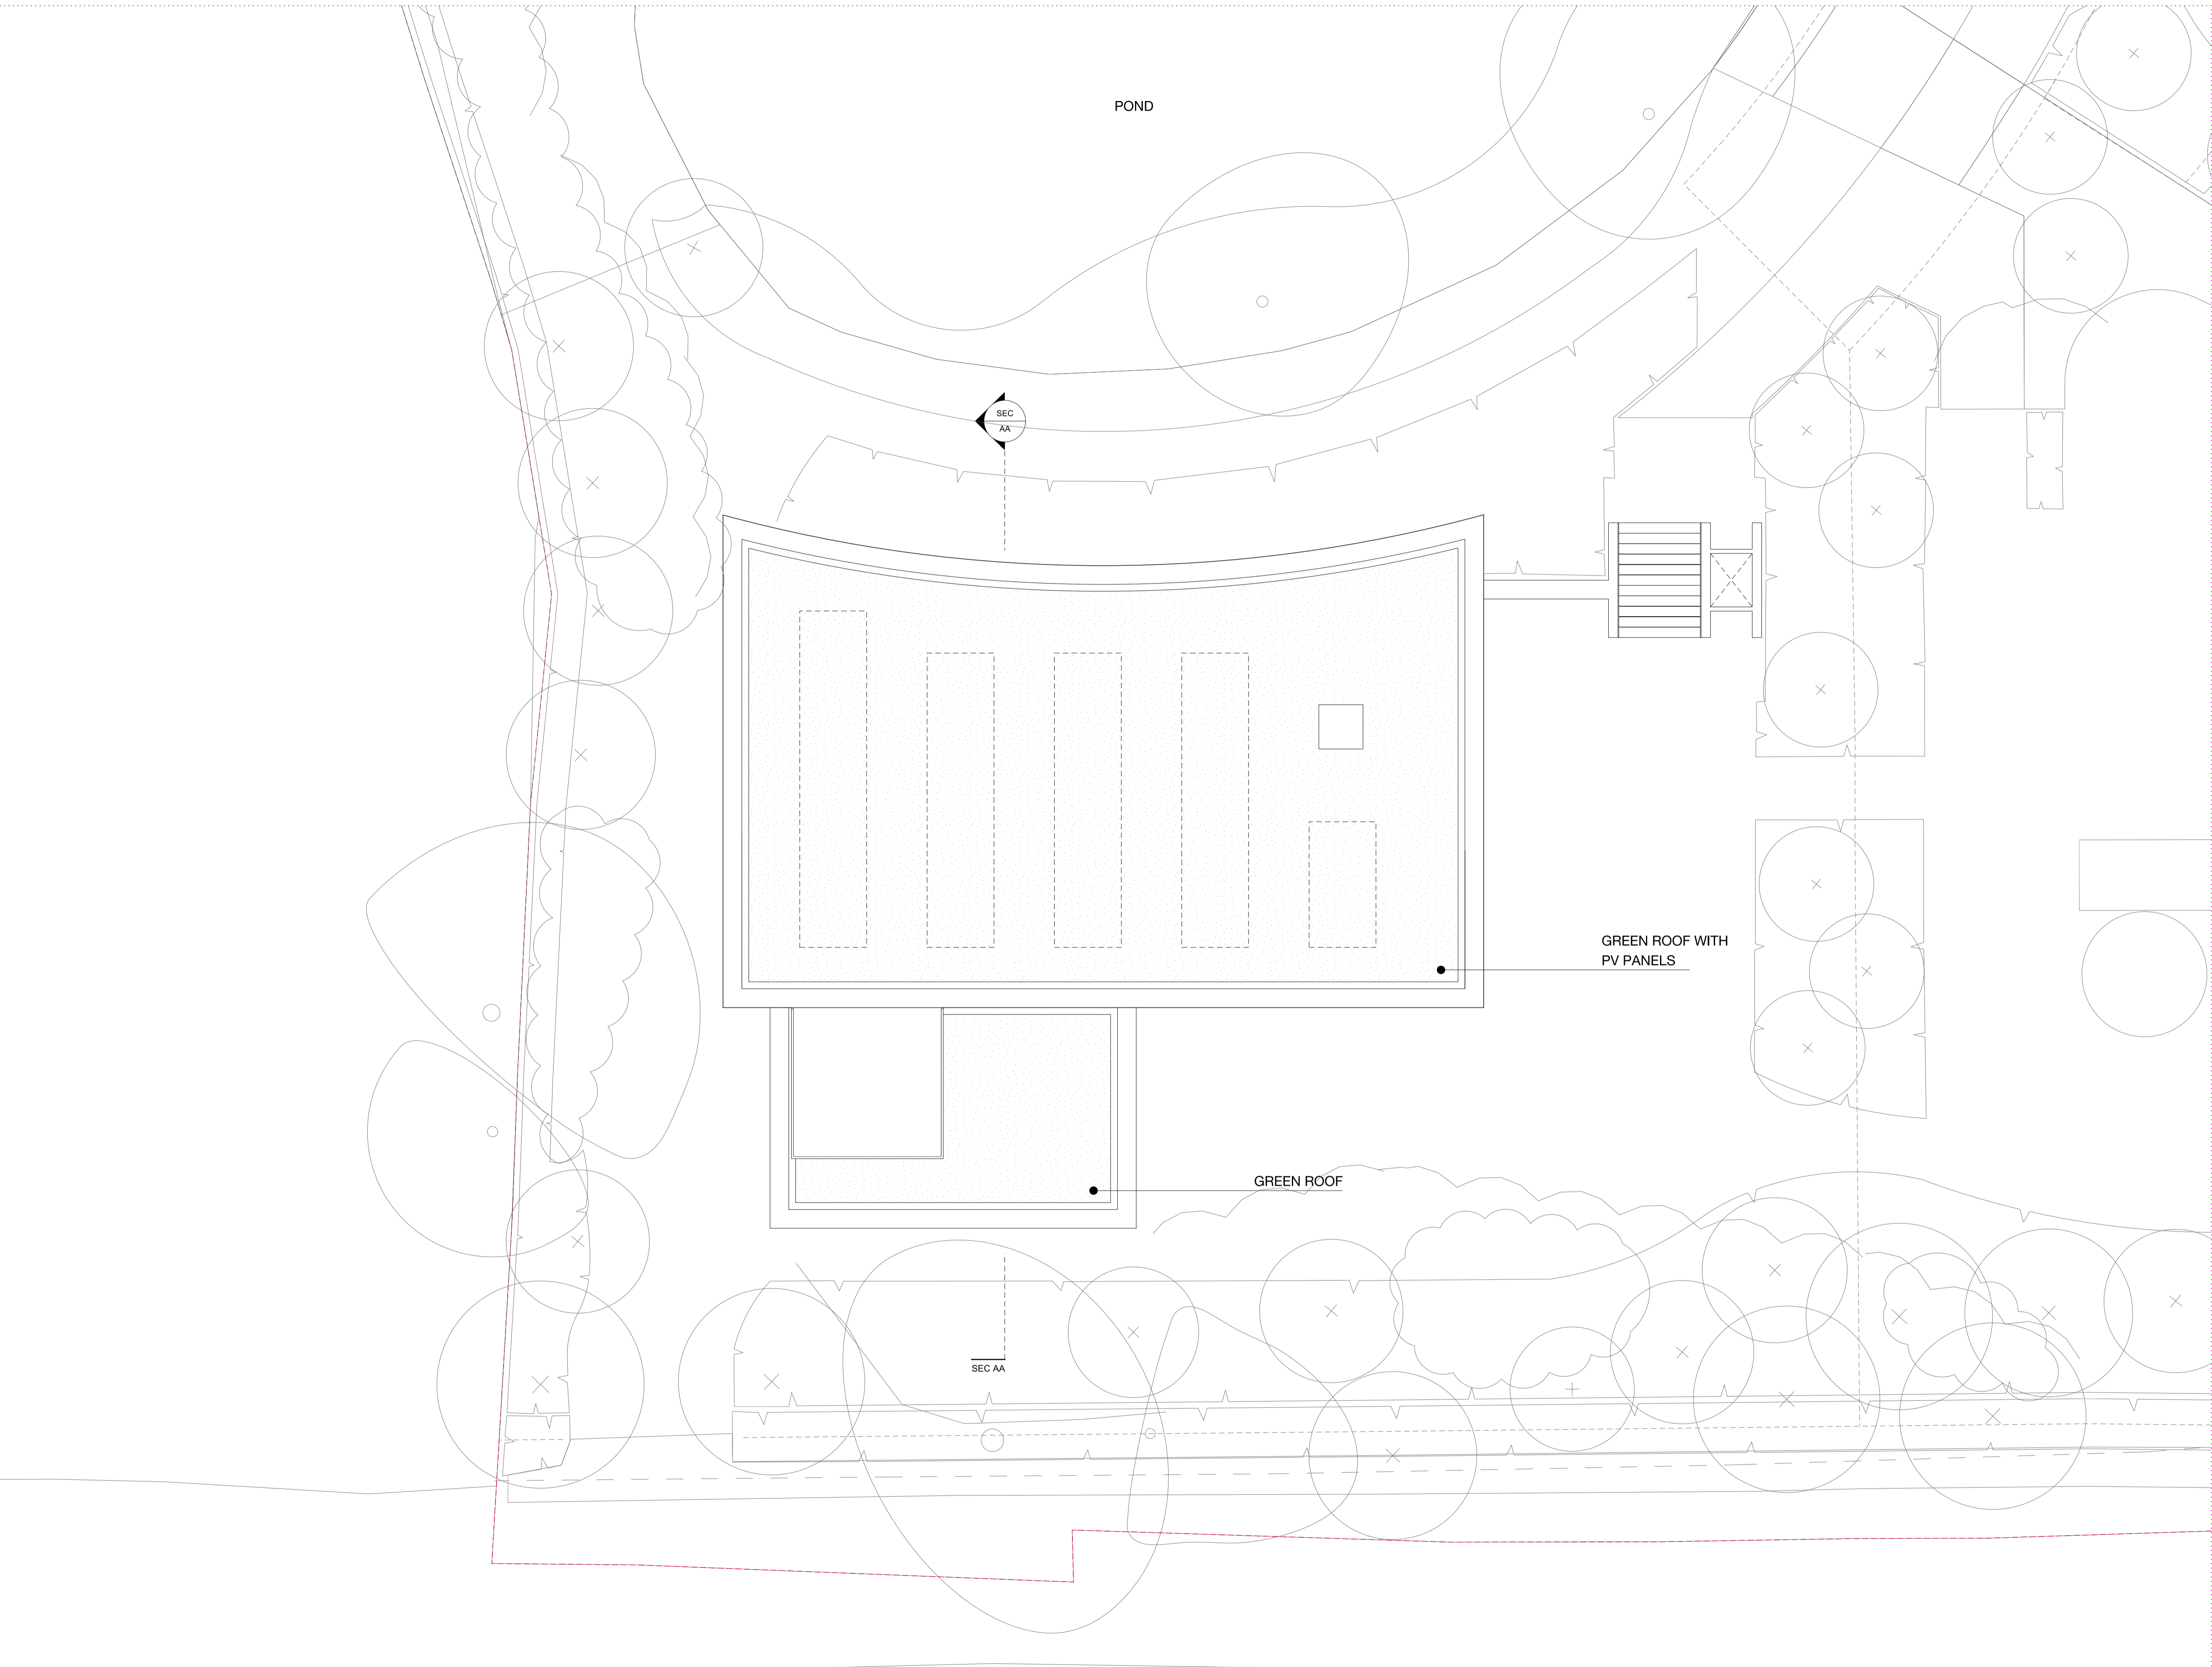 POND
SEC
AA
GREEN ROOF WITH
PV PANELS
GREEN ROOF
SEC AA